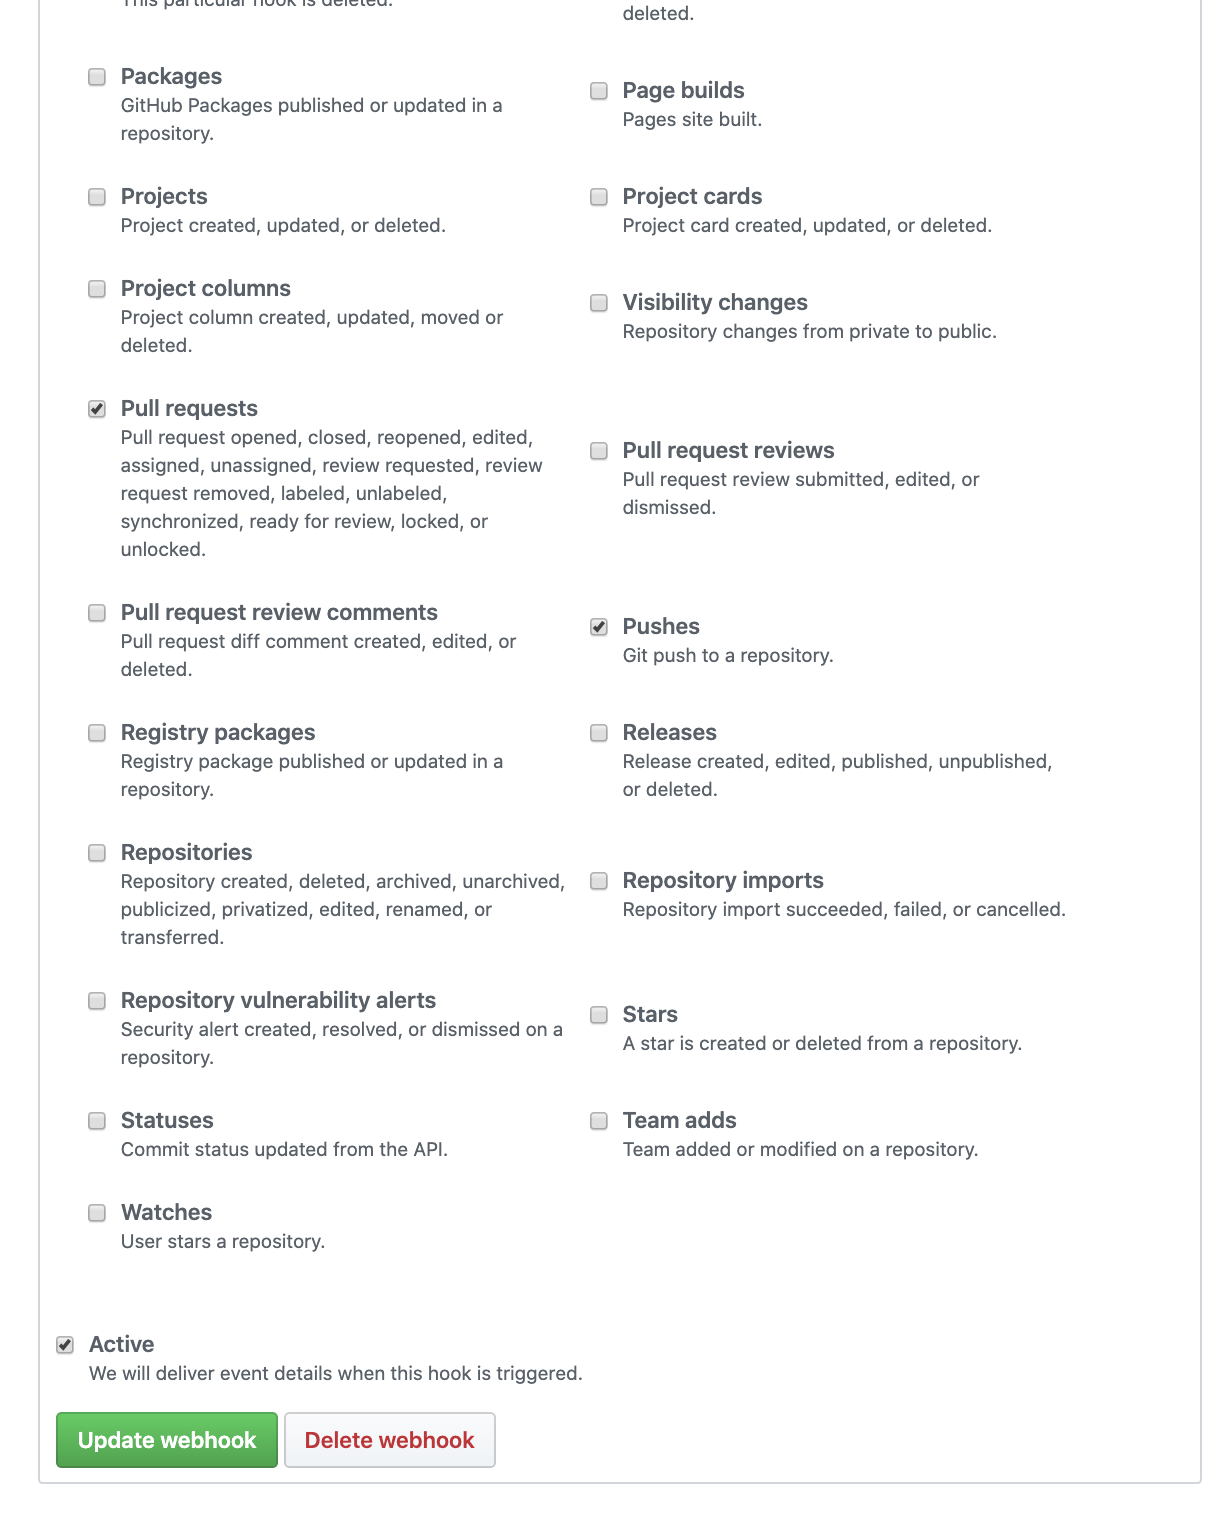 This particular hook is deleted.
deleted.
Packages
GitHub Packages published or updated in a
repository.
Page builds
Pages site built.
Projects
Project created, updated, or deleted.
Project cards
Project card created, updated, or deleted.
Project columns
Project column created, updated, moved or
deleted.
Visibility changes
Repository changes from private to public.
Pull requests
Pull request opened, closed, reopened, edited,
assigned, unassigned, review requested, review
request removed, labeled, unlabeled,
synchronized, ready for review, locked, or
unlocked.
Pull request reviews
Pull request review submitted, edited, or
dismissed.
Pull request review comments
Pull request diff comment created, edited, or
deleted.
Pushes
Git push to a repository.
Registry packages
Registry package published or updated in a
repository.
Releases
Release created, edited, published, unpublished,
or deleted.
Repositories
Repository created, deleted, archived, unarchived,
publicized, privatized, edited, renamed, or
transferred.
Repository imports
Repository import succeeded, failed, or cancelled.
Repository vulnerability alerts
Security alert created, resolved, or dismissed on a
repository.
Stars
A star is created or deleted from a repository.
Statuses
Commit status updated from the API.
Team adds
Team added or modified on a repository.
Watches
User stars a repository.
Active
We will deliver event details when this hook is triggered.
Update webhook
Delete webhook